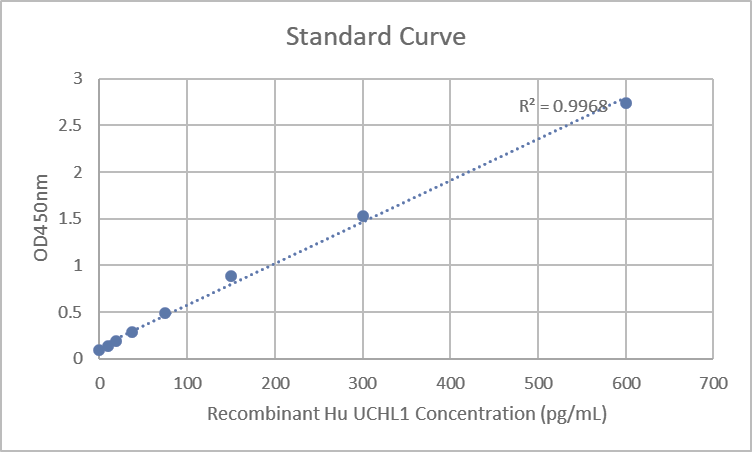 Standard Curve
3
R² = 0.9968
2.5
2
1.5
1
0.5
0
OD450nm
0 100 200 300 400 500 600 700
Recombinant Hu UCHL1 Concentration (pg/mL)